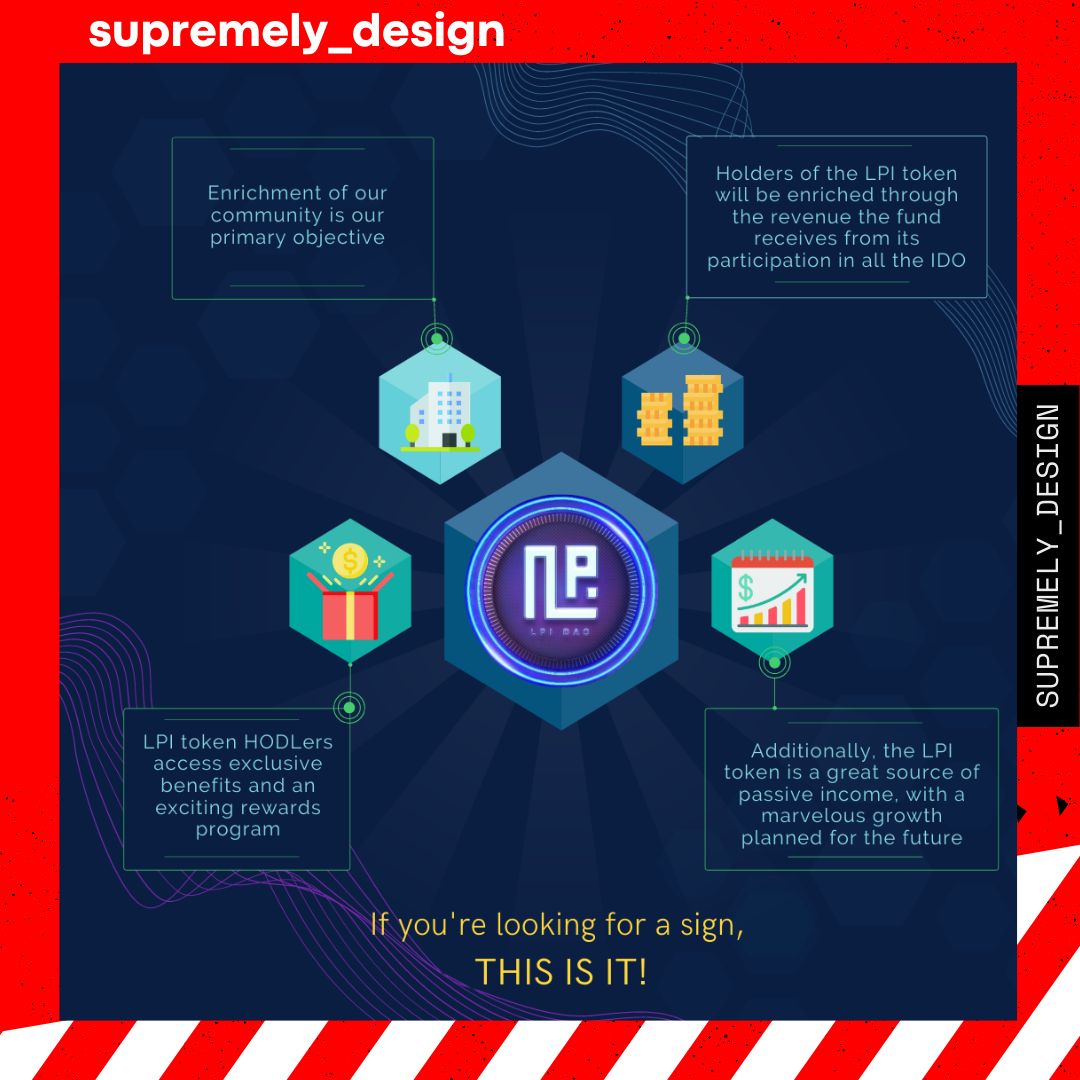 supremely_design
Enrichment of our
community is our
primary objective
Holders of the LPI token
will be enriched through
the revenue the fund
receives from its
participation in all the IDO
SUPREMELY_DESIGN
LPI DAO
LPI token HODLers
access exclusive
benefits and an
exciting rewards
program
Additionally, the LPI
token is a great source of
passive income, with a
marvelous growth
planned for the future
If you're looking for a sign,
THIS IS IT!